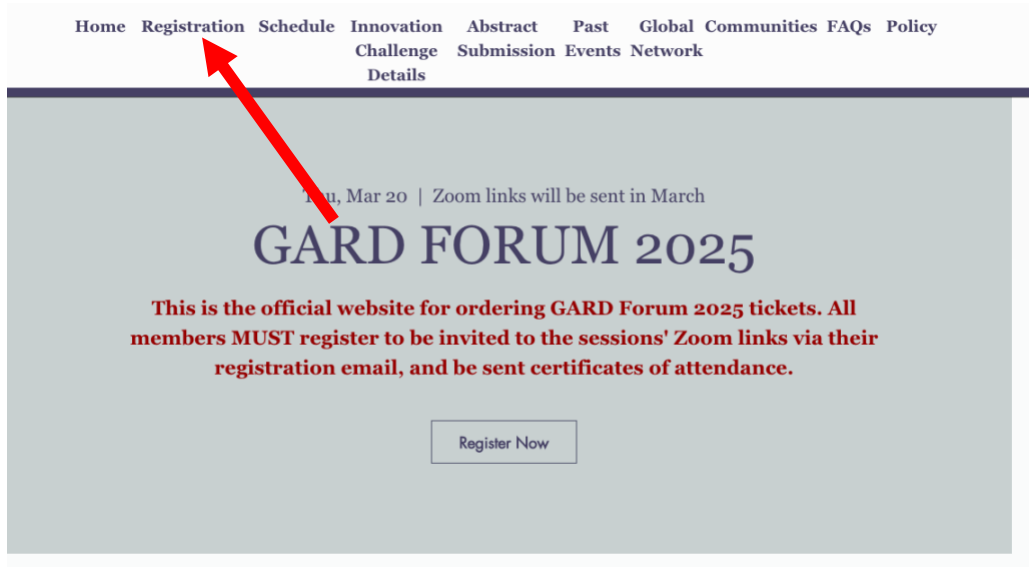 Home Registration Schedule Innovation Challenge Details Abstract Submission Past Events Global Network Communities FAQs Policy
Mar 20 | Zoom links will be sent in March
GARD FORUM 2025
This is the official website for ordering GARD Forum 2025 tickets. All
members MUST register to be invited to the sessions' Zoom links via their
registration email, and be sent certificates of attendance.
Register Now